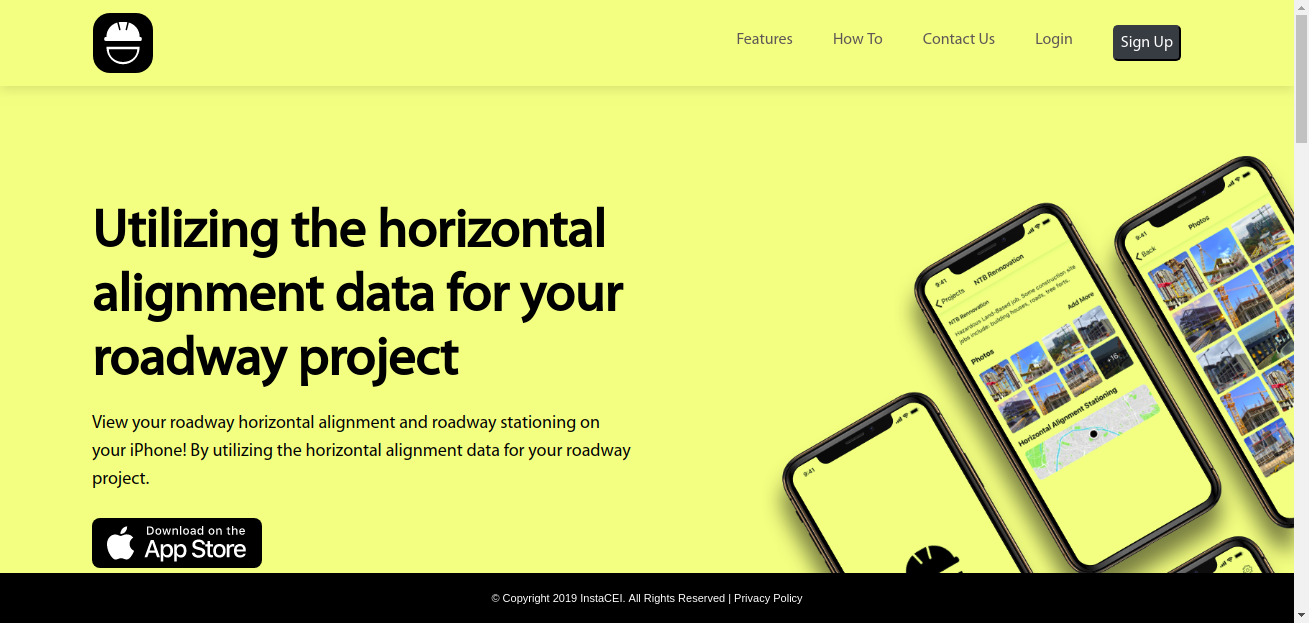 Features
How To
Contact Us
Login
Sign Up
Utilizing the horizontal
alignment data for your
roadway project
View your roadway horizontal alignment and roadway stationing on
your iPhone! By utilizing the horizontal alignment data for your roadway
project.
Download on the
App Store
9:41
Projects
NTB Rennovation
NTB Rennovation
Hazardous Land-Based job. Some construction site
jobs include: building houses, roads, tree forts.
Add More
Photos
+16
Horizontal Alignment Stationing
9:41
Back
Photos
9:41
© Copyright 2019 InstaCEI. All Rights Reserved | Privacy Policy